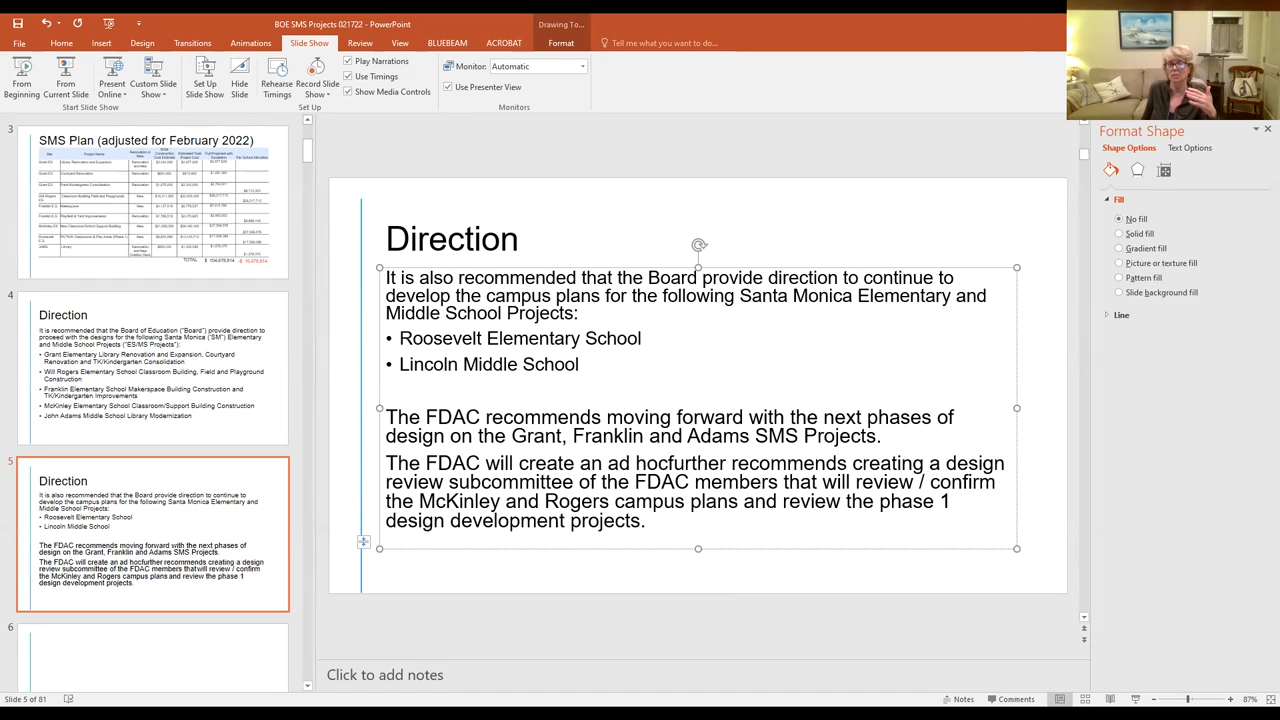 BOE SMS Projects 021722 - PowerPoint
Drawing To...
File Home Insert Design Transitions Animations Slide Show Review View BLUEBEAM ACROBAT Format Tell me what you want to do...
From Beginning
From Current Slide
Present Online
Custom Slide Show
Start Slide Show
Set Up Slide Show
Hide Slide
Rehearse Timings
Record Slide Show
Play Narrations
Use Timings
Show Media Controls
Set Up
Monitor: Automatic
Use Presenter View
Monitors
3
SMS Plan (adjusted for February 2022)
TOTAL
4
Direction
It is recommended that the Board of Education ("Board") provide direction to
proceed with the designs for the following Santa Monica ("SM") Elementary
and Middle School Projects ("ES/MS Projects"):
• Grant Elementary Library Renovation and Expansion, Courtyard
Renovation and TK/Kindergarten Consolidation
• Will Rogers Elementary School Classroom Building, Field and Playground
Construction
• Franklin Elementary School Makerspace Building Construction and
TK/Kindergarten Improvements
• McKinley Elementary School Classroom/Support Building Construction
• John Adams Middle School Library Modernization
5
Direction
It is also recommended that the Board provide direction to continue to
develop the campus plans for the following Santa Monica Elementary and
Middle School Projects:
• Roosevelt Elementary School
• Lincoln Middle School
The FDAC recommends moving forward with the next phases of
design on the Grant, Franklin and Adams SMS Projects.
The FDAC will create an ad hocfurther recommends creating a design
review subcommittee of the FDAC members that will review / confirm
the McKinley and Rogers campus plans and review the phase 1
design development projects.
6
Direction
It is also recommended that the Board provide direction to continue to
develop the campus plans for the following Santa Monica Elementary and
Middle School Projects:
• Roosevelt Elementary School
• Lincoln Middle School
The FDAC recommends moving forward with the next phases of
design on the Grant, Franklin and Adams SMS Projects.
The FDAC will create an ad hocfurther recommends creating a design
review subcommittee of the FDAC members that will review / confirm
the McKinley and Rogers campus plans and review the phase 1
design development projects.
Click to add notes
Format Shape
Shape Options Text Options
Fill
No fill
Solid fill
Gradient fill
Picture or texture fill
Pattern fill
Slide background fill
Line
Slide 5 of 81
Notes Comments 87%